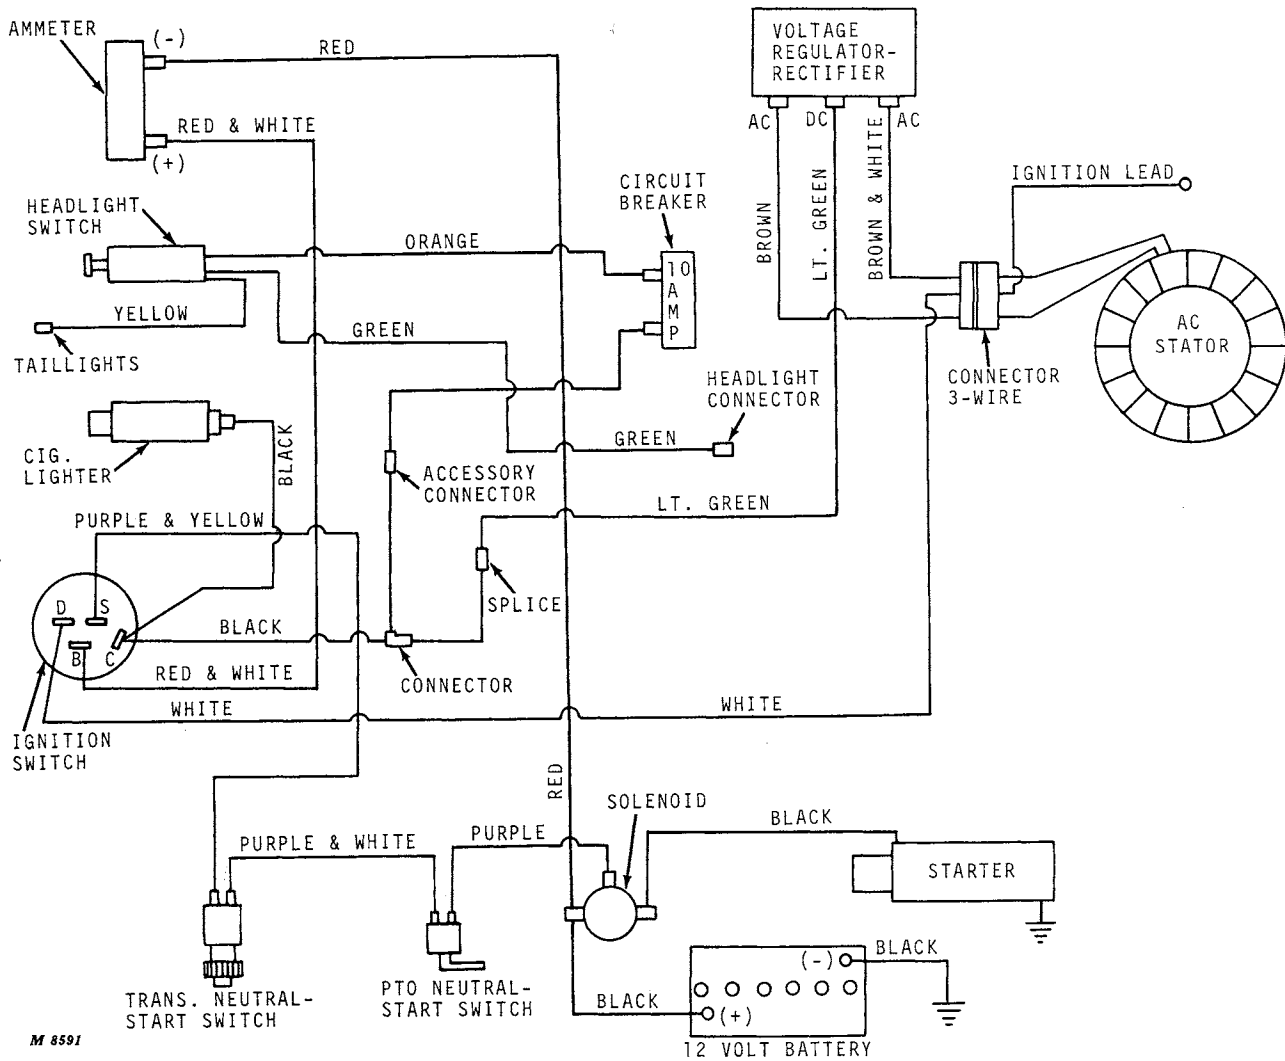 AMMETER
(-)
RED
RED & WHITE
(+)
VOLTAGE
REGULATOR-
RECTIFIER
AC
DC
AC
BROWN
LT. GREEN
BROWN & WHITE
IGNITION LEAD
HEADLIGHT
SWITCH
ORANGE
CIRCUIT
BREAKER
10
A
M
P
YELLOW
TAILLIGHTS
GREEN
AC
STATOR
CONNECTOR
3-WIRE
HEADLIGHT
CONNECTOR
GREEN
CIG.
LIGHTER
BLACK
ACCESSORY
CONNECTOR
LT. GREEN
PURPLE & YELLOW
SPLICE
D
S
B
C
BLACK
RED & WHITE
CONNECTOR
WHITE
WHITE
IGNITION
SWITCH
RED
SOLENOID
BLACK
PURPLE & WHITE
PURPLE
STARTER
TRANS. NEUTRAL-
START SWITCH
PTO NEUTRAL-
START SWITCH
BLACK
(-)
BLACK
(+)
12 VOLT BATTERY
M 8591